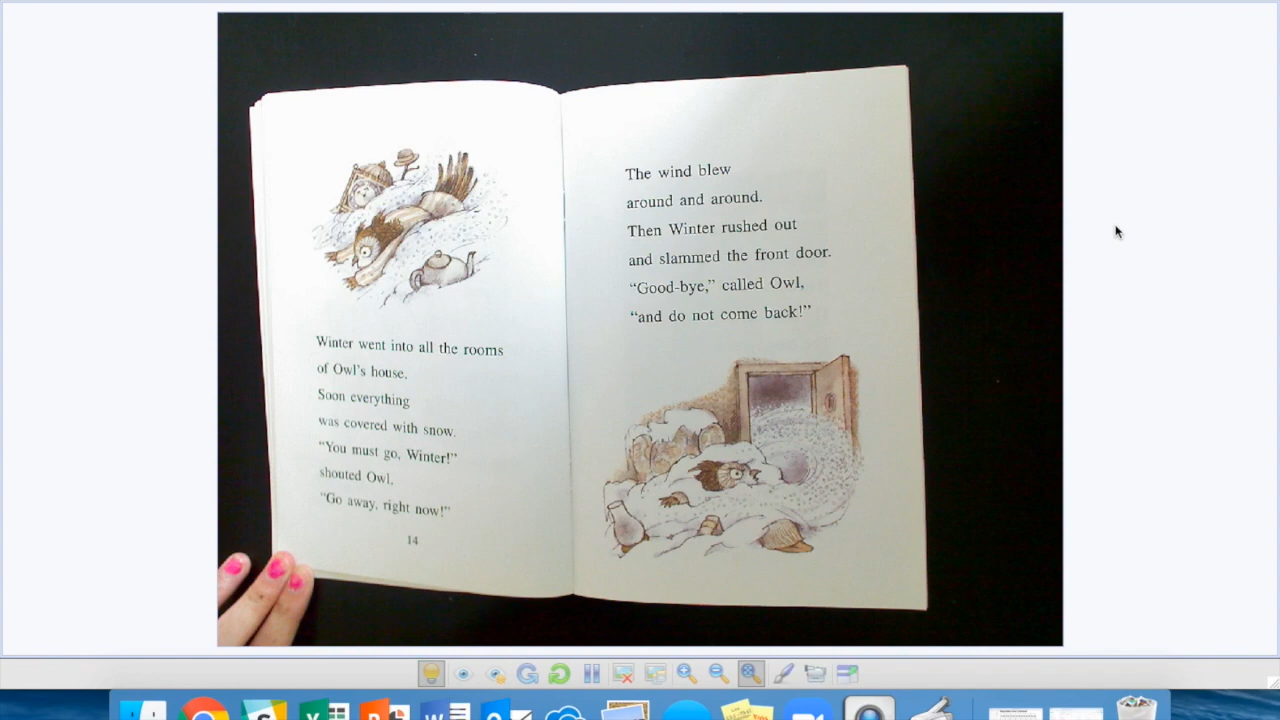 Winter went into all the rooms
of Owl's house.
Soon everything
was covered with snow.
"You must go, Winter!"
shouted Owl.
"Go away, right now!"
14
The wind blew
around and around.
Then Winter rushed out
and slammed the front door.
"Good-bye," called Owl,
"and do not come back!"